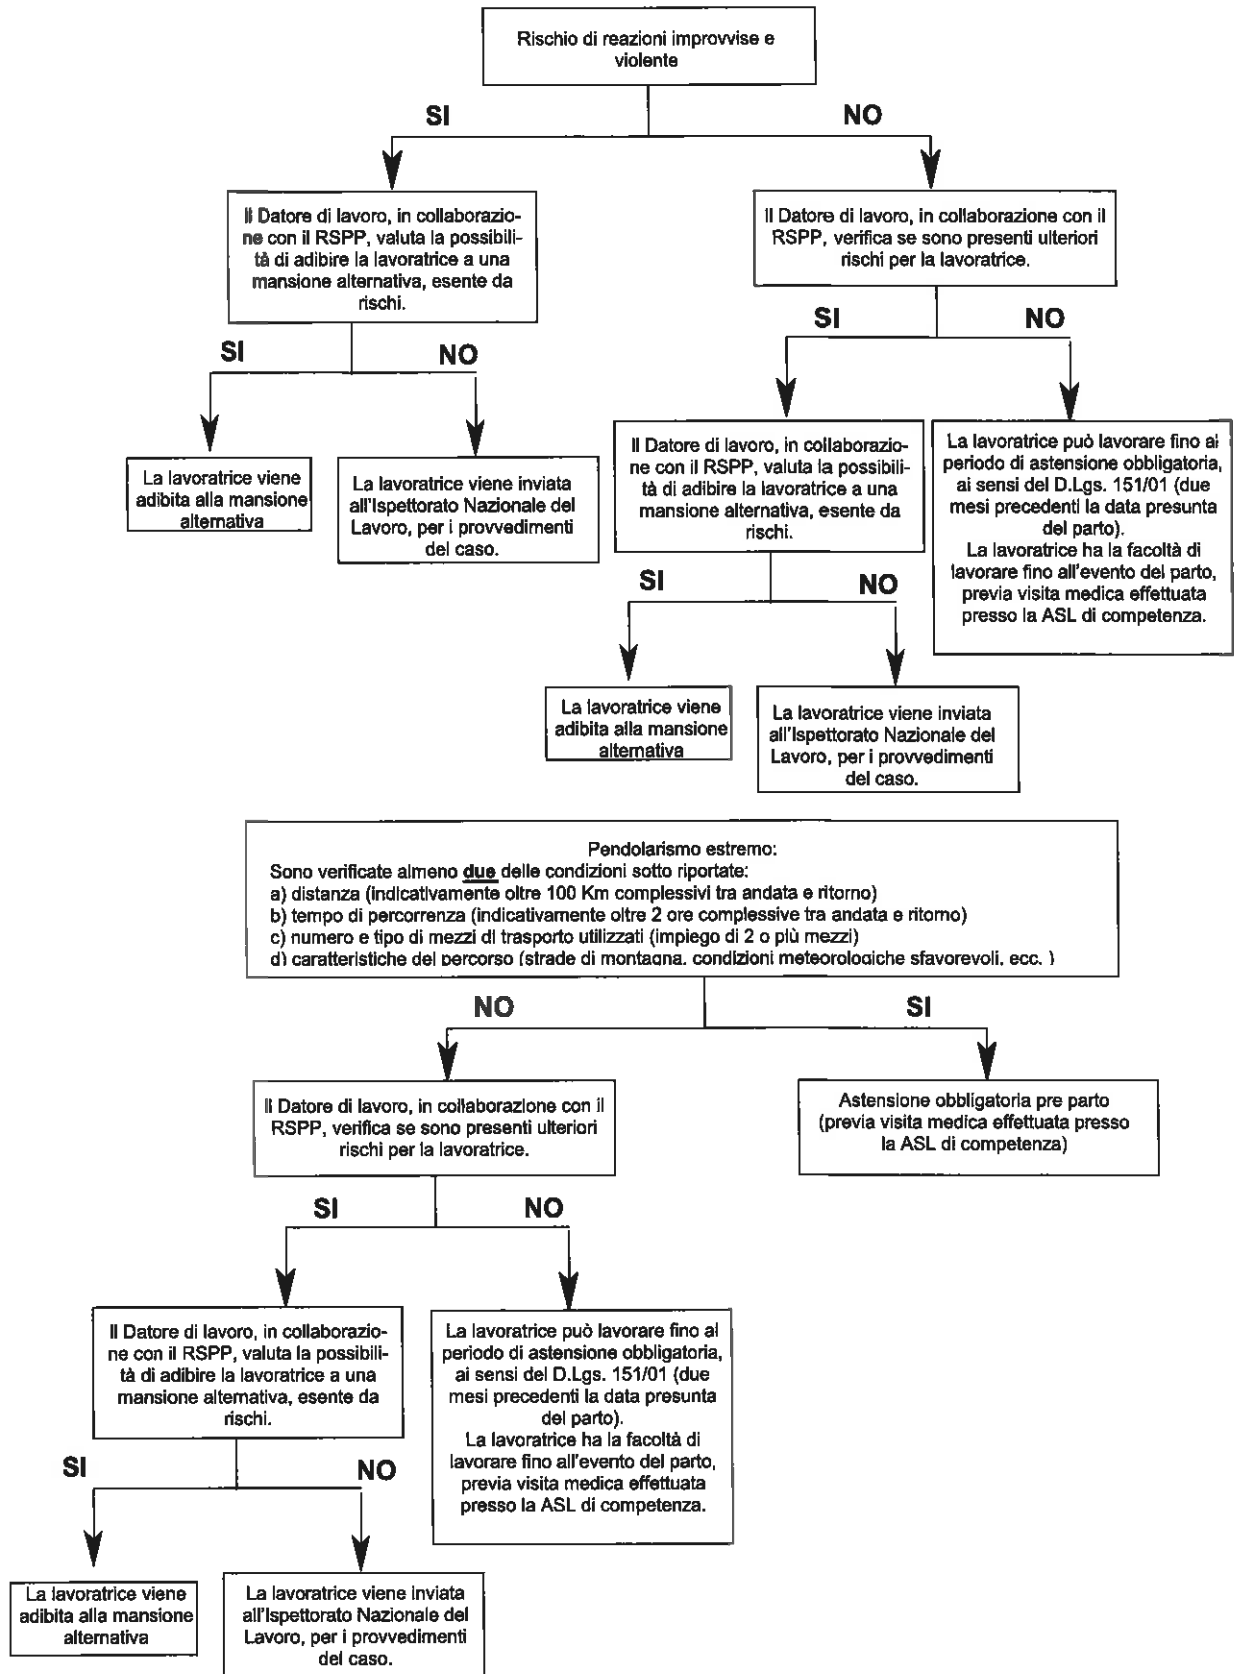 Rischio di reazioni improvvise e
violente
SI
NO
Il Datore di lavoro, in collaborazio-
ne con il RSPP, valuta la possibili-
tà di adibire la lavoratrice a una
mansione alternativa, esente da
rischi.
Il Datore di lavoro, in collaborazione con il
RSPP, verifica se sono presenti ulteriori
rischi per la lavoratrice.
SI
NO
SI
NO
La lavoratrice viene
adibita alla mansione
alternativa
La lavoratrice viene inviata
all'Ispettorato Nazionale del
Lavoro, per i provvedimenti
del caso.
Il Datore di lavoro, in collaborazio-
ne con il RSPP, valuta la possibili-
tà di adibire la lavoratrice a una
mansione alternativa, esente da
rischi.
La lavoratrice può lavorare fino al
periodo di astensione obbligatoria,
ai sensi del D.Lgs. 151/01 (due
mesi precedenti la data presunta
del parto).
La lavoratrice ha la facoltà di
lavorare fino all'evento del parto,
previa visita medica effettuata
presso la ASL di competenza.
SI
NO
La lavoratrice viene
adibita alla mansione
alternativa
La lavoratrice viene inviata
all'Ispettorato Nazionale del
Lavoro, per i provvedimenti
del caso.
Pendolarismo estremo:
Sono verificate almeno due delle condizioni sotto riportate:
a) distanza (indicativamente oltre 100 Km complessivi tra andata e ritorno)
b) tempo di percorrenza (indicativamente oltre 2 ore complessive tra andata e ritorno)
c) numero e tipo di mezzi di trasporto utilizzati (impiego di 2 o più mezzi)
d) caratteristiche del percorso (strade di montagna, condizioni meteorologiche sfavorevoli, ecc. )
NO
SI
Il Datore di lavoro, in collaborazione con il
RSPP, verifica se sono presenti ulteriori
rischi per la lavoratrice.
Astensione obbligatoria pre parto
(previa visita medica effettuata presso
la ASL di competenza)
SI
NO
Il Datore di lavoro, in collaborazio-
ne con il RSPP, valuta la possibili-
tà di adibire la lavoratrice a una
mansione alternativa, esente da
rischi.
La lavoratrice può lavorare fino al
periodo di astensione obbligatoria,
ai sensi del D.Lgs. 151/01 (due
mesi precedenti la data presunta
del parto).
La lavoratrice ha la facoltà di
lavorare fino all'evento del parto,
previa visita medica effettuata
presso la ASL di competenza.
SI
NO
La lavoratrice viene
adibita alla mansione
alternativa
La lavoratrice viene inviata
all'Ispettorato Nazionale del
Lavoro, per i provvedimenti
del caso.